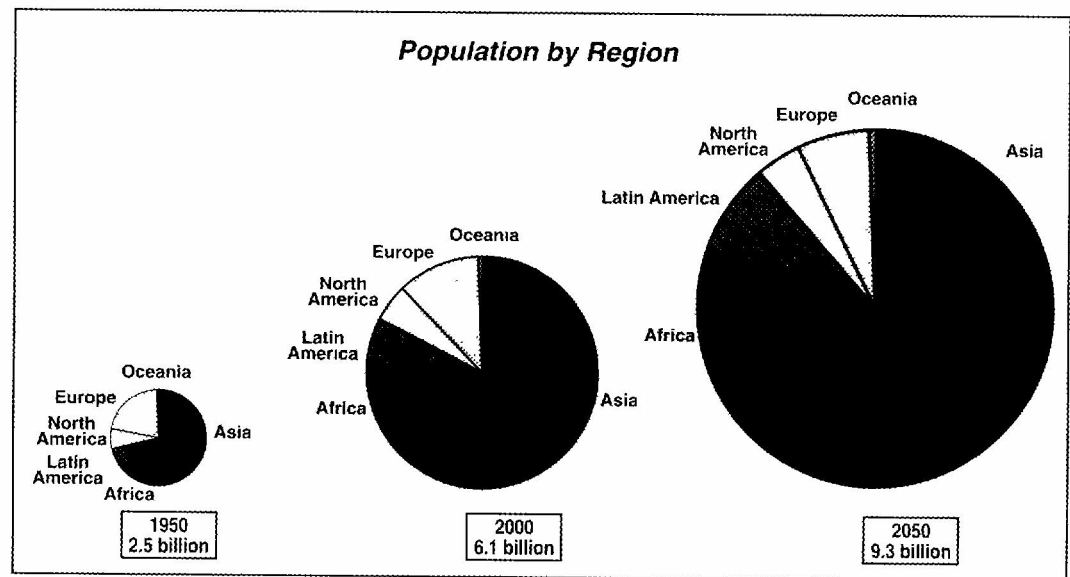 Population by Region
Oceania
Europe
North
America
Latin
America
Africa
Asia
1950
2.5 billion
Oceania
Europe
North
America
Latin
America
Africa
Asia
2000
6.1 billion
Oceania
Europe
North
America
Latin America
Africa
Asia
2050
9.3 billion